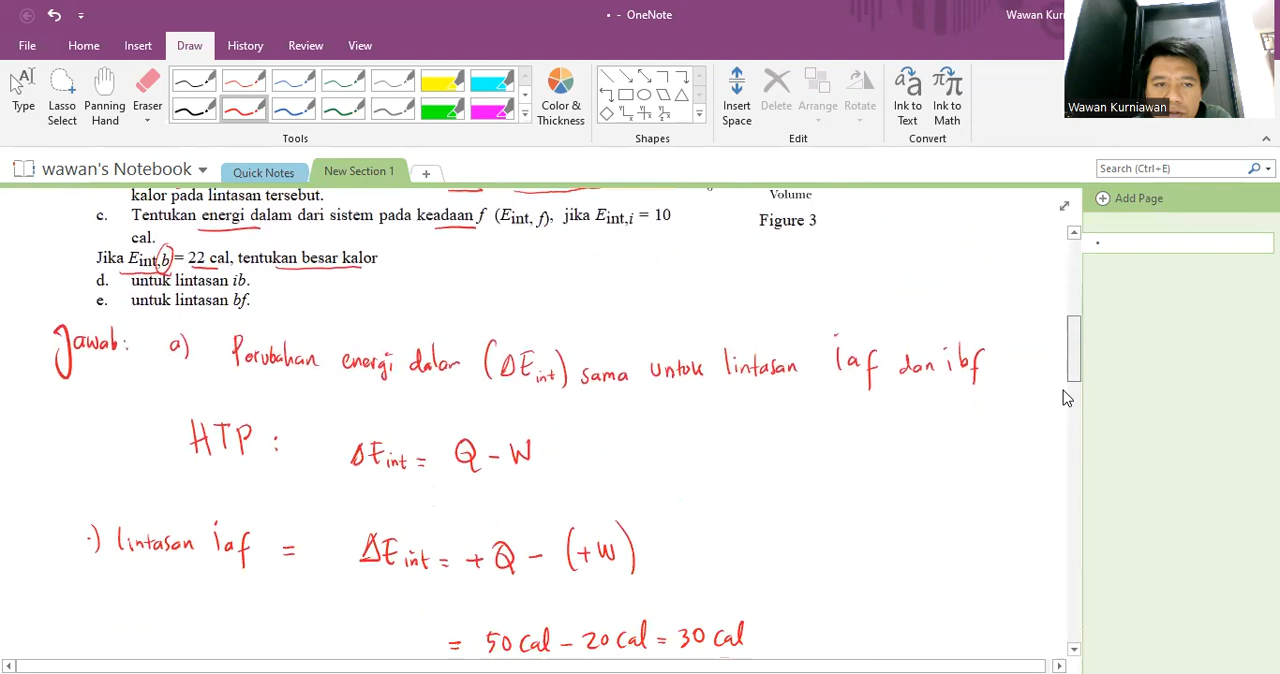 • - OneNote
Wawan Kurn
File Home Insert Draw History Review View
Type
Lasso Select
Panning Hand
Eraser
Color & Thickness
Insert Space
Delete
Arrange
Rotate
Ink to Text
Ink to Math
Tools
Shapes
Edit
Convert
Wawan Kurniawan
wawan's Notebook
Quick Notes
New Section 1
Search (Ctrl+E)
Add Page
kalor pada lintasan tersebut.
Volume
c. Tentukan energi dalam dari sistem pada keadaan f (Eint, f), jika Eint,i = 10
cal.
Figure 3
Jika Eint,b = 22 cal, tentukan besar kalor
d. untuk lintasan ib.
e. untuk lintasan bf.
Jawab: a) Perubahan energi dalam (ΔEint) sama untuk lintasan iaf dan ibf
HTP : ΔEint = Q - W
·) lintasan iaf = ΔEint = + Q - (+W)
= 50 Cal - 20 Cal = 30 Cal